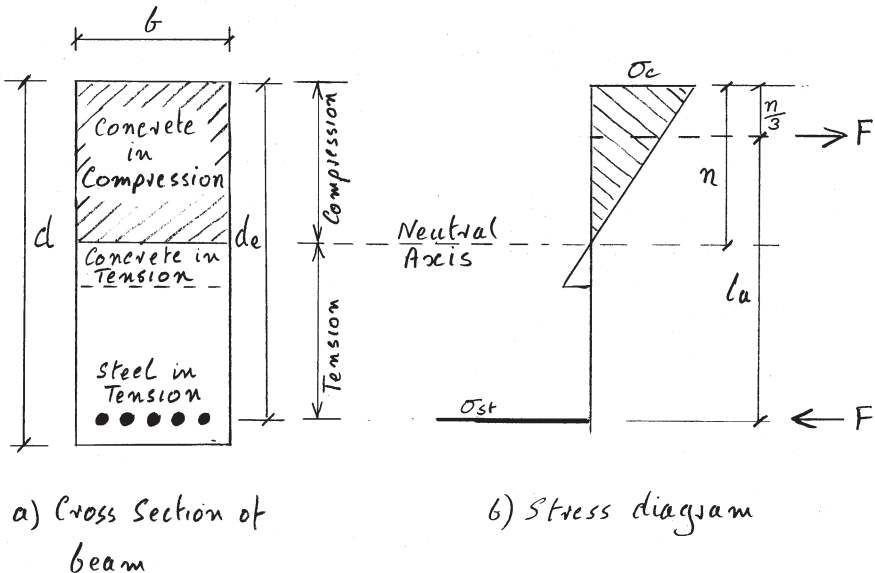 b
Concrete
in
Compression
Concrete in
Tension
Steel in
Tension
d
de
Compression
Tension
Neutral
Axis
σc
σst
n
n/3
la
F
F
a) Cross Section of
beam
b) Stress diagram